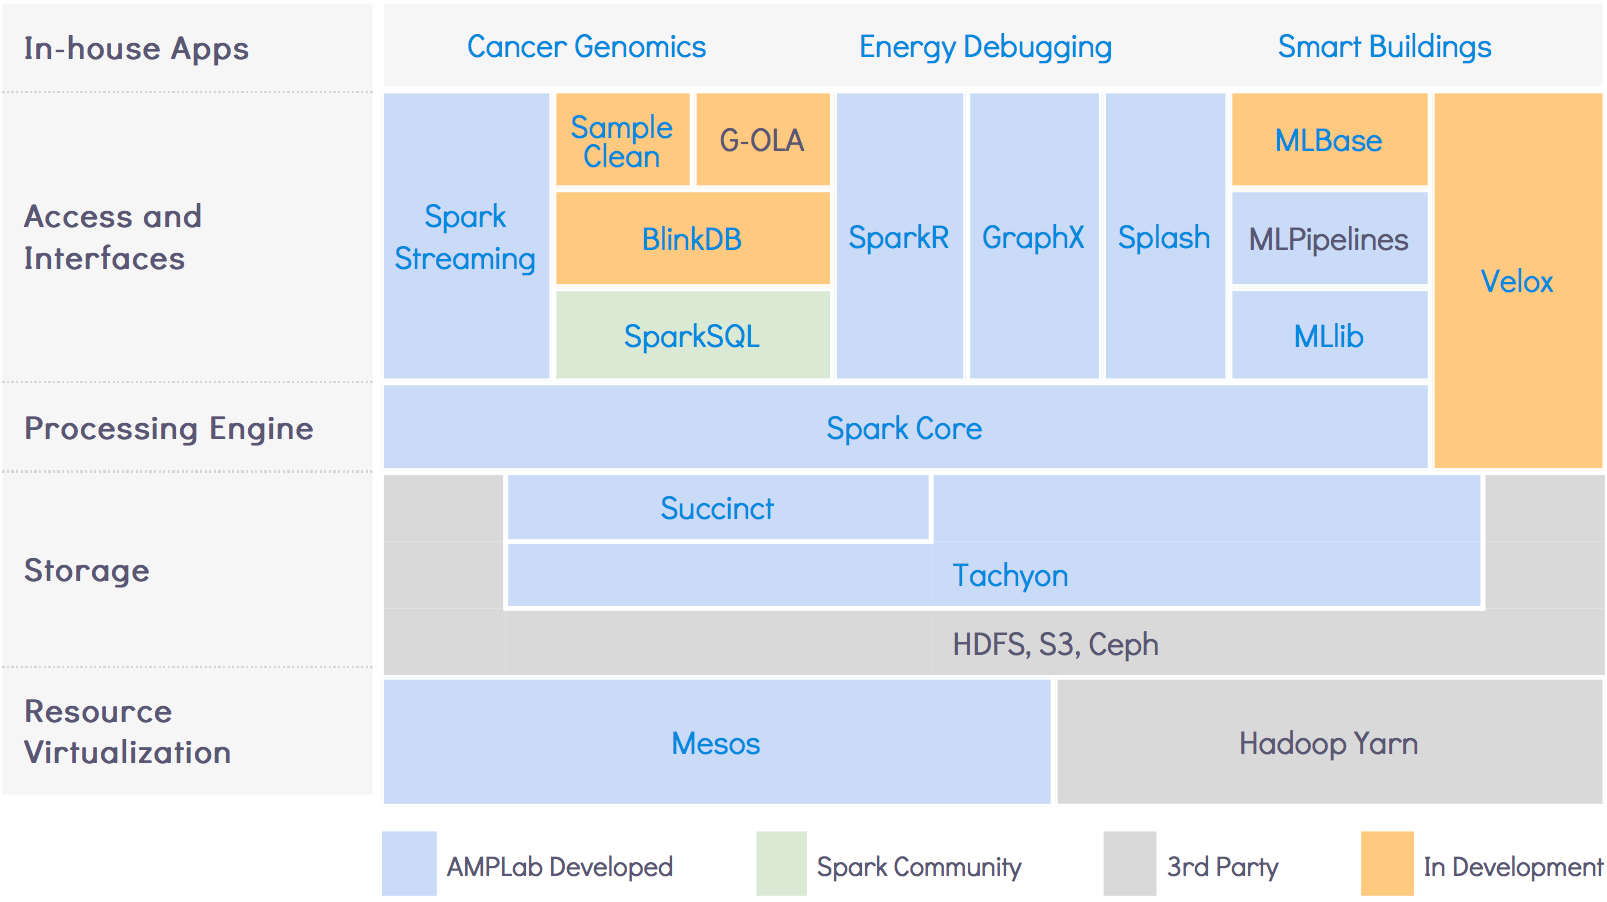 In-house Apps
Cancer Genomics
Energy Debugging
Smart Buildings
Access and
Interfaces
Spark
Streaming
Sample
Clean
G-OLA
BlinkDB
SparkSQL
SparkR
GraphX
Splash
MLBase
MLPipelines
MLlib
Velox
Processing Engine
Spark Core
Storage
Succinct
Tachyon
HDFS, S3, Ceph
Resource
Virtualization
Mesos
Hadoop Yarn
AMPLab Developed
Spark Community
3rd Party
In Development